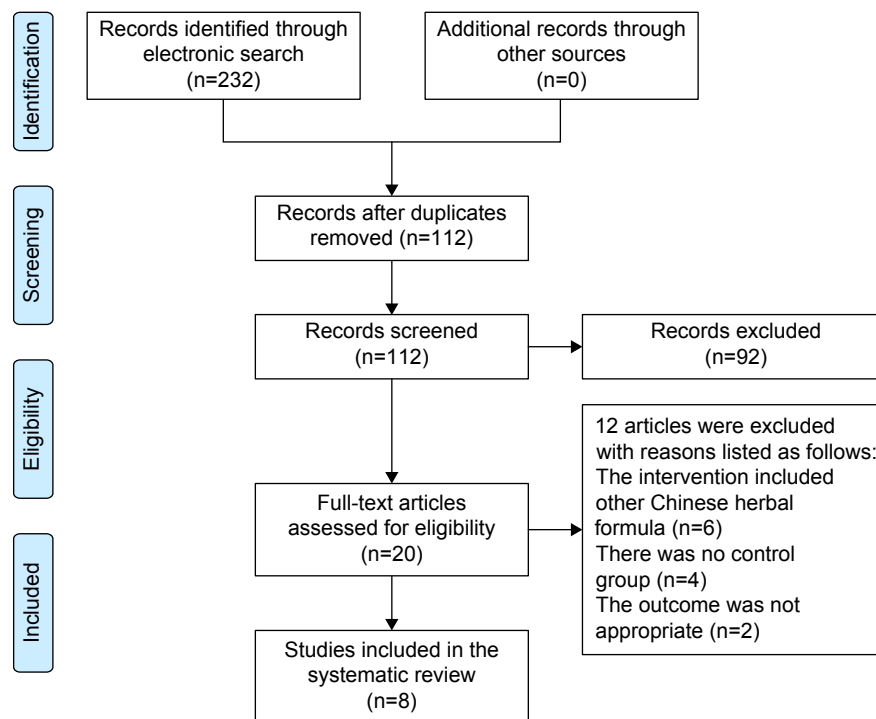 Identification
Records identified through
electronic search
(n=232)
Additional records through
other sources
(n=0)
Screening
Records after duplicates
removed (n=112)
Records screened
(n=112)
Records excluded
(n=92)
Eligibility
Full-text articles
assessed for eligibility
(n=20)
12 articles were excluded
with reasons listed as follows:
The intervention included
other Chinese herbal
formula (n=6)
There was no control
group (n=4)
The outcome was not
appropriate (n=2)
Included
Studies included in the
systematic review
(n=8)